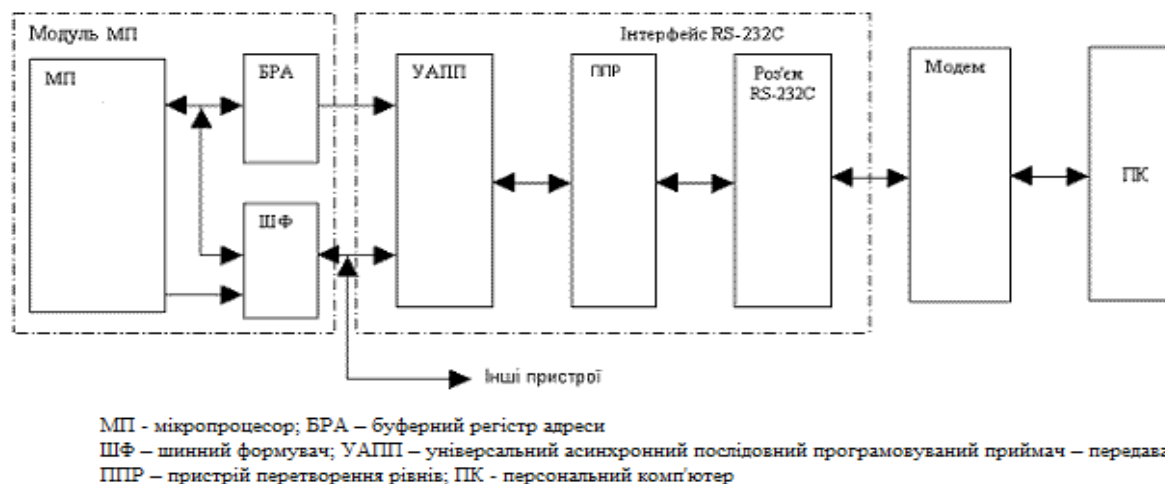 Модуль МП
Інтерфейс RS-232C
МП
БРА
УАПП
ППР
Роз'єм
RS-232C
Модем
ПК
ШФ
Інші пристрої
МП - мікропроцесор; БРА – буферний регістр адреси
ШФ – шинний формувач; УАПП – універсальний асинхронний послідовний програмований приймач –
ППР – пристрій перетворення рівнів; ПК - персональний комп'ютер